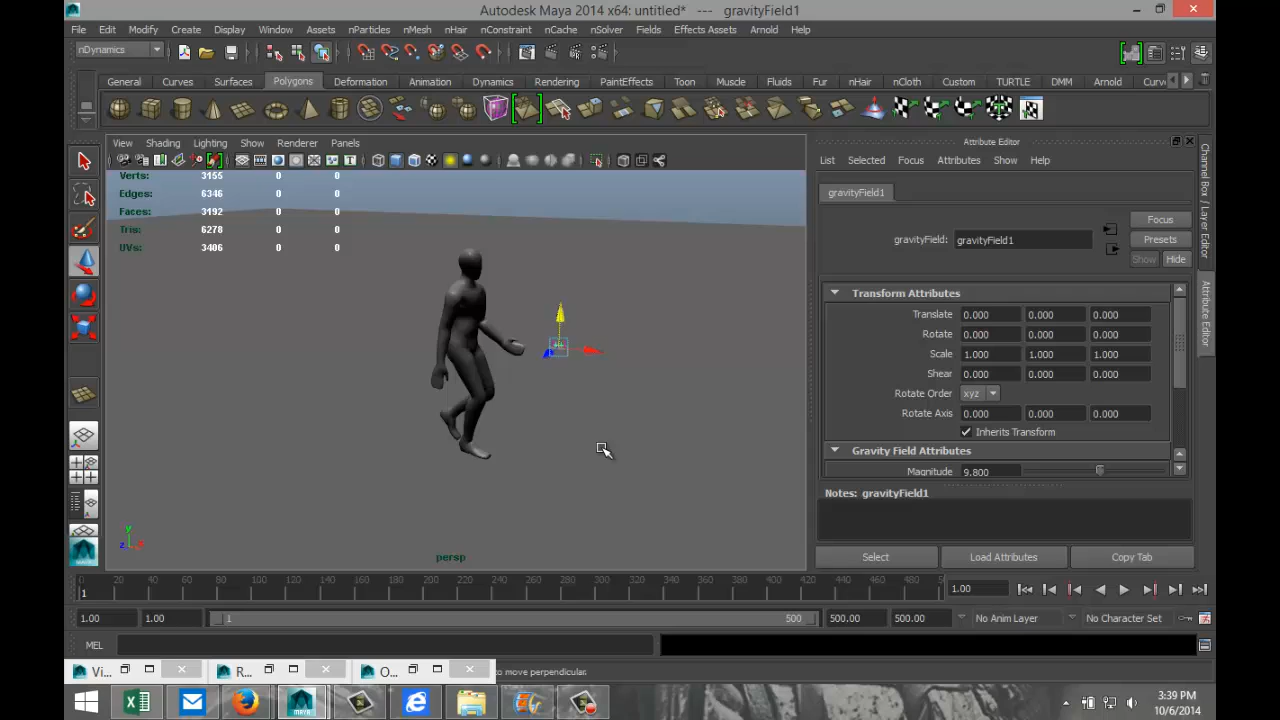 Autodesk Maya 2014 x64: untitled* --- gravityField1
File Edit Modify Create Display Window Assets nParticles nMesh nHair nConstraint nCache nSolver Fields Effects Assets Arnold Help
nDynamics
General Curves Surfaces Polygons Deformation Animation Dynamics Rendering PaintEffects Toon Muscle Fluids Fur nHair nCloth Custom TURTLE DMM Arnold Curv
View Shading Lighting Show Renderer Panels
Verts: 3155 0 0
Edges: 6346 0 0
Faces: 3192 0 0
Tris: 6278 0 0
UVs: 3406 0 0
y
z x
persp
Attribute Editor
List Selected Focus Attributes Show Help
gravityField1
gravityField: gravityField1
Focus
Presets
Show Hide
Transform Attributes
Translate 0.000 0.000 0.000
Rotate 0.000 0.000 0.000
Scale 1.000 1.000 1.000
Shear 0.000 0.000 0.000
Rotate Order xyz
Rotate Axis 0.000 0.000 0.000
Inherits Transform
Gravity Field Attributes
Magnitude 9.800
Notes: gravityField1
Select Load Attributes Copy Tab
Channel Box / Layer Editor
Attribute Editor
0 20 40 60 80 100 120 140 160 180 200 220 240 260 280 300 320 340 360 380 400 420 440 460 480
1
1.00
1.00 1.00 1 500 500.00 500.00 No Anim Layer No Character Set
MEL
Vi... R... O... to move perpendicular.
3:39 PM
10/6/2014